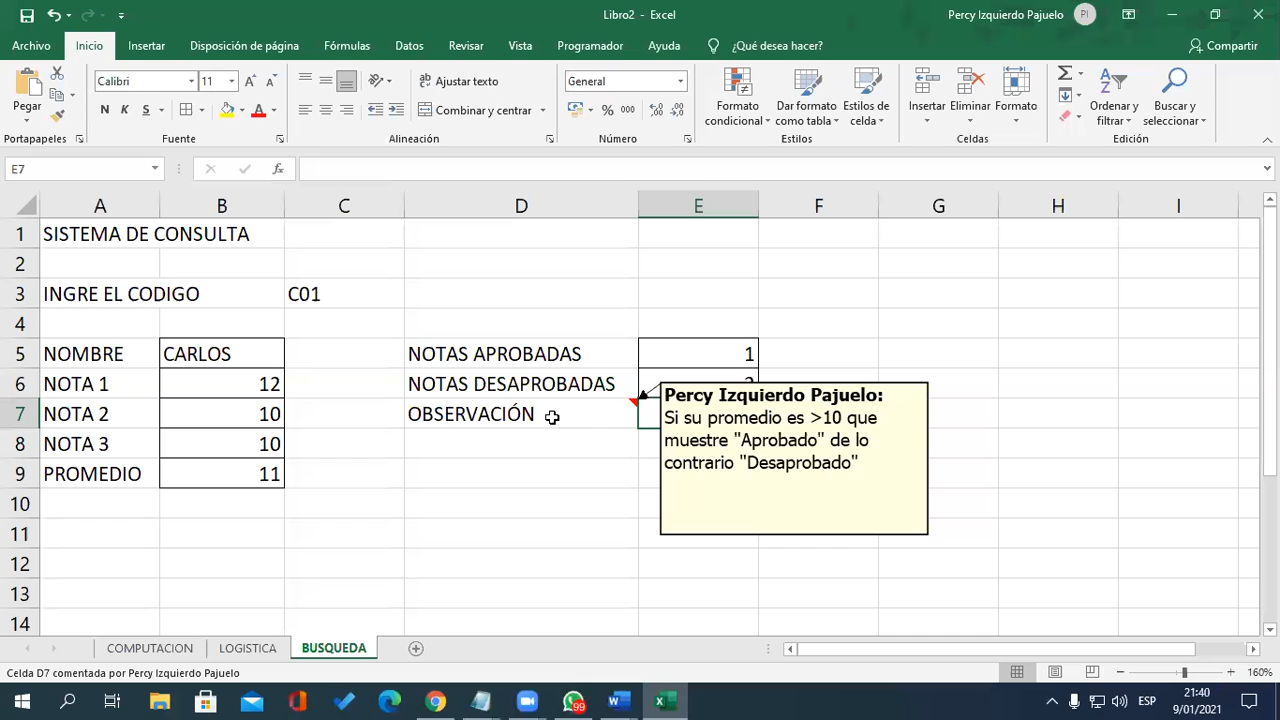 Libro2 - Excel
Percy Izquierdo Pajuelo PI
Archivo Inicio Insertar Disposición de página Fórmulas Datos Revisar Vista Programador Ayuda ¿Qué desea hacer? Compartir
Pegar
Calibri 11
N K S
Ajustar texto
Combinar y centrar
General
% 000
Formato condicional
Dar formato como tabla
Estilos de celda
Insertar
Eliminar
Formato
Ordenar y filtrar
Buscar y seleccionar
Portapapeles Fuente Alineación Número Estilos Celdas Edición
E7 fx
A B C D E F G H I
1 SISTEMA DE CONSULTA
2
3 INGRE EL CODIGO C01
4
5 NOMBRE CARLOS NOTAS APROBADAS 1
6 NOTA 1 12 NOTAS DESAPROBADAS
7 NOTA 2 10 OBSERVACIÓN
8 NOTA 3 10
9 PROMEDIO 11
10
11
12
13
14
Percy Izquierdo Pajuelo:
Si su promedio es >10 que
muestre "Aprobado" de lo
contrario "Desaprobado"
COMPUTACION LOGISTICA BUSQUEDA
Celda D7 comentada por Percy Izquierdo Pajuelo
160%
99
ESP
21:40
9/01/2021